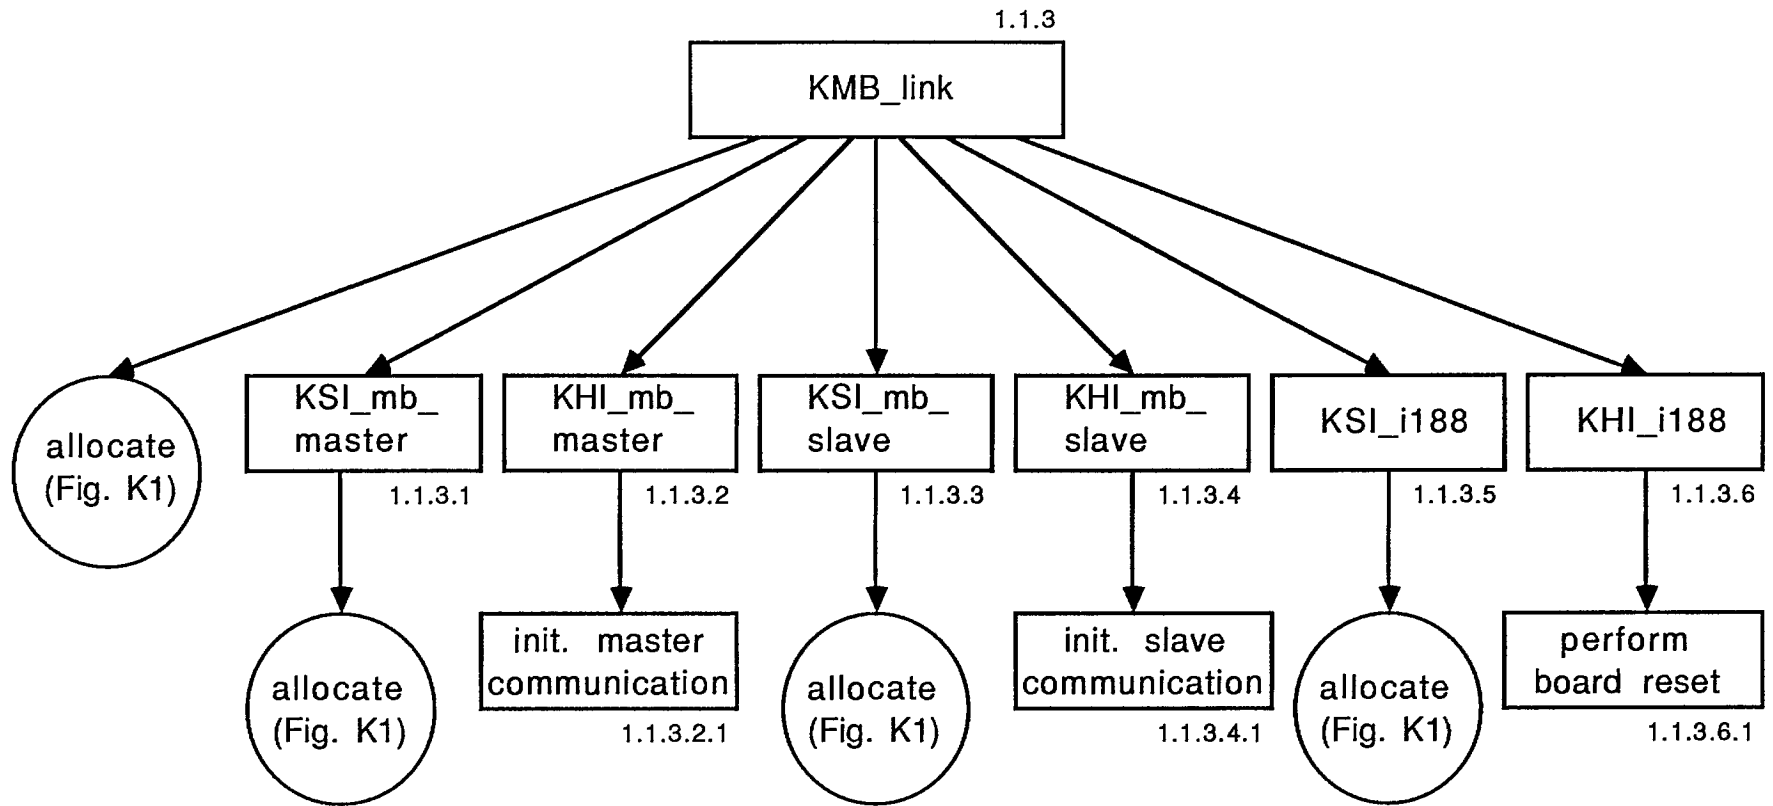 1.1.3
KMB_link
allocate
(Fig. K1)
KSI_mb_
master
1.1.3.1
KHI_mb_
master
1.1.3.2
KSI_mb_
slave
1.1.3.3
KHI_mb_
slave
1.1.3.4
KSI_i188
1.1.3.5
KHI_i188
1.1.3.6
allocate
(Fig. K1)
init. master
communication
1.1.3.2.1
allocate
(Fig. K1)
init. slave
communication
1.1.3.4.1
allocate
(Fig. K1)
perform
board reset
1.1.3.6.1